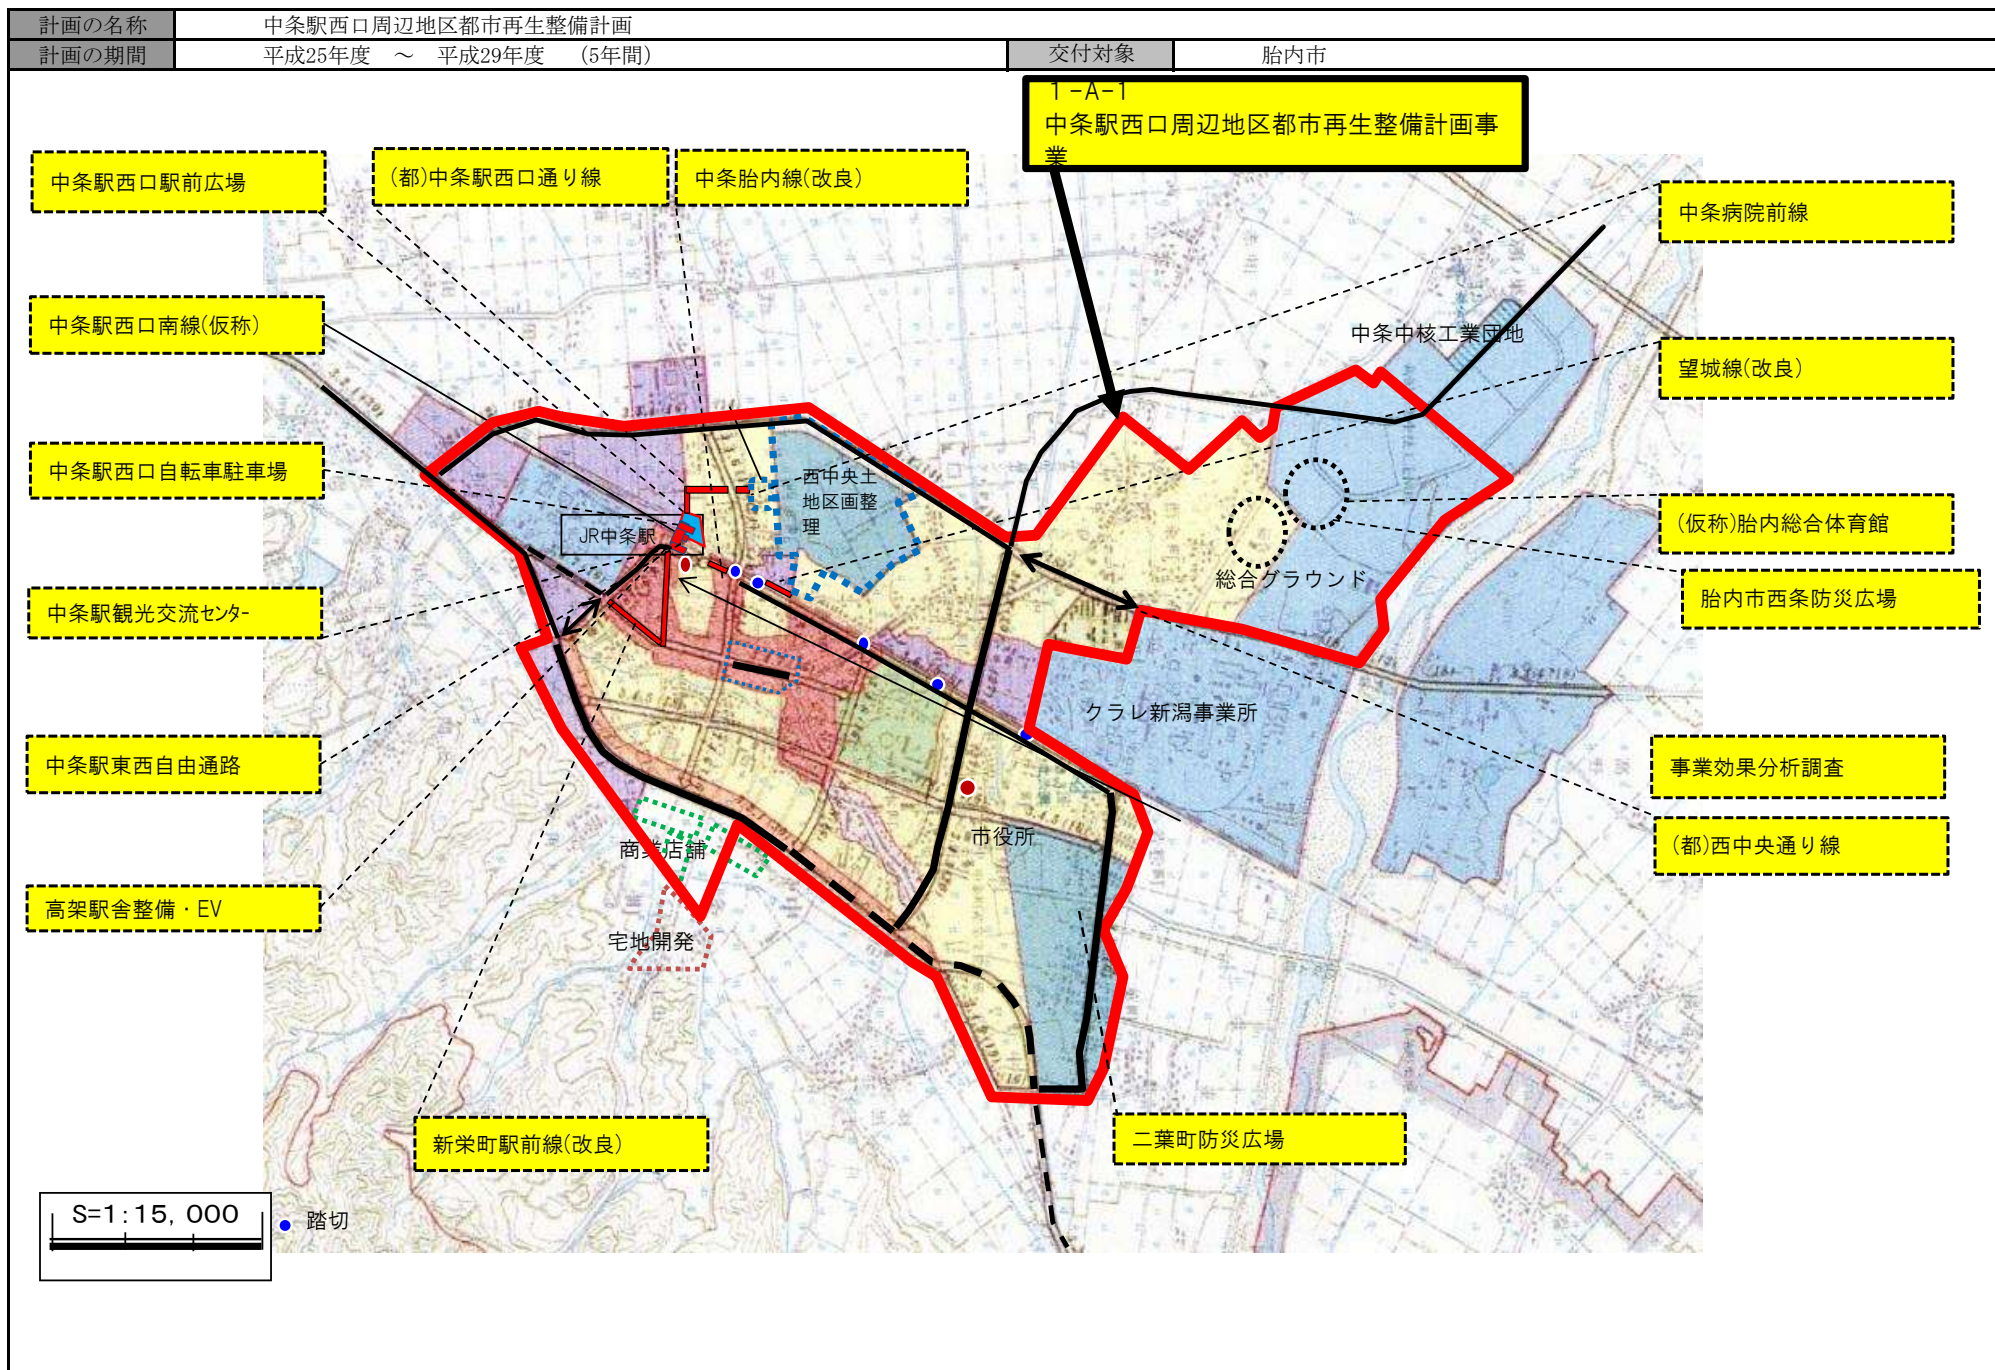 計画の名称 中条駅西口周辺地区都市再生整備計画
計画の期間 平成25年度 ～ 平成29年度 (5年間) 交付対象 胎内市
1-A-1
中条駅西口周辺地区都市再生整備計画事
業
中条駅西口駅前広場
(都)中条駅西口通り線
中条胎内線(改良)
中条病院前線
中条駅西口南線(仮称)
中条中核工業団地
望城線(改良)
中条駅西口自転車駐車場
西中央土
地区画整
理
JR中条駅
(仮称)胎内総合体育館
総合グラウンド
中条駅観光交流センター
胎内市西条防災広場
クラレ新潟事業所
中条駅東西自由通路
事業効果分析調査
市役所
(都)西中央通り線
商業店舗
高架駅舎整備・EV
宅地開発
新栄町駅前線(改良)
二葉町防災広場
S=1:15,000
踏切